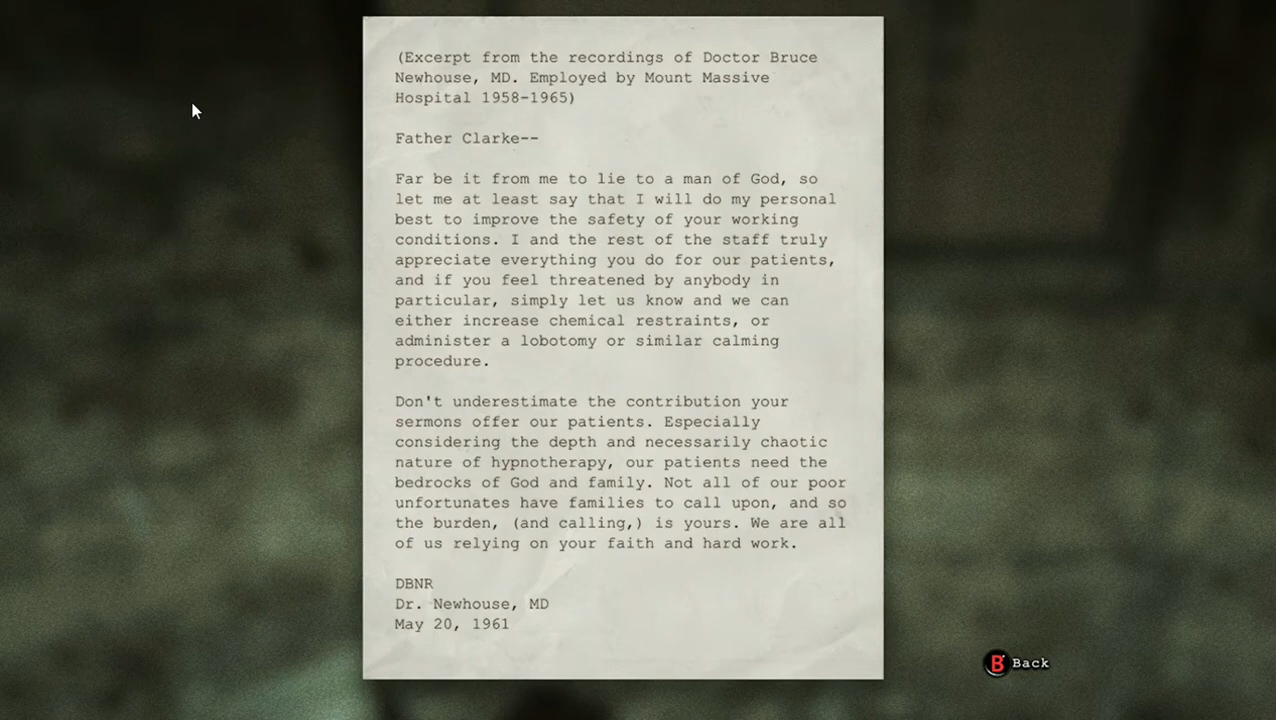 (Excerpt from the recordings of Doctor Bruce
Newhouse, MD. Employed by Mount Massive
Hospital 1958-1965)
Father Clarke--
Far be it from me to lie to a man of God, so
let me at least say that I will do my personal
best to improve the safety of your working
conditions. I and the rest of the staff truly
appreciate everything you do for our patients,
and if you feel threatened by anybody in
particular, simply let us know and we can
either increase chemical restraints, or
administer a lobotomy or similar calming
procedure.
Don't underestimate the contribution your
sermons offer our patients. Especially
considering the depth and necessarily chaotic
nature of hypnotherapy, our patients need the
bedrocks of God and family. Not all of our poor
unfortunates have families to call upon, and so
the burden, (and calling,) is yours. We are all
of us relying on your faith and hard work.
DBNR
Dr. Newhouse, MD
May 20, 1961
B Back